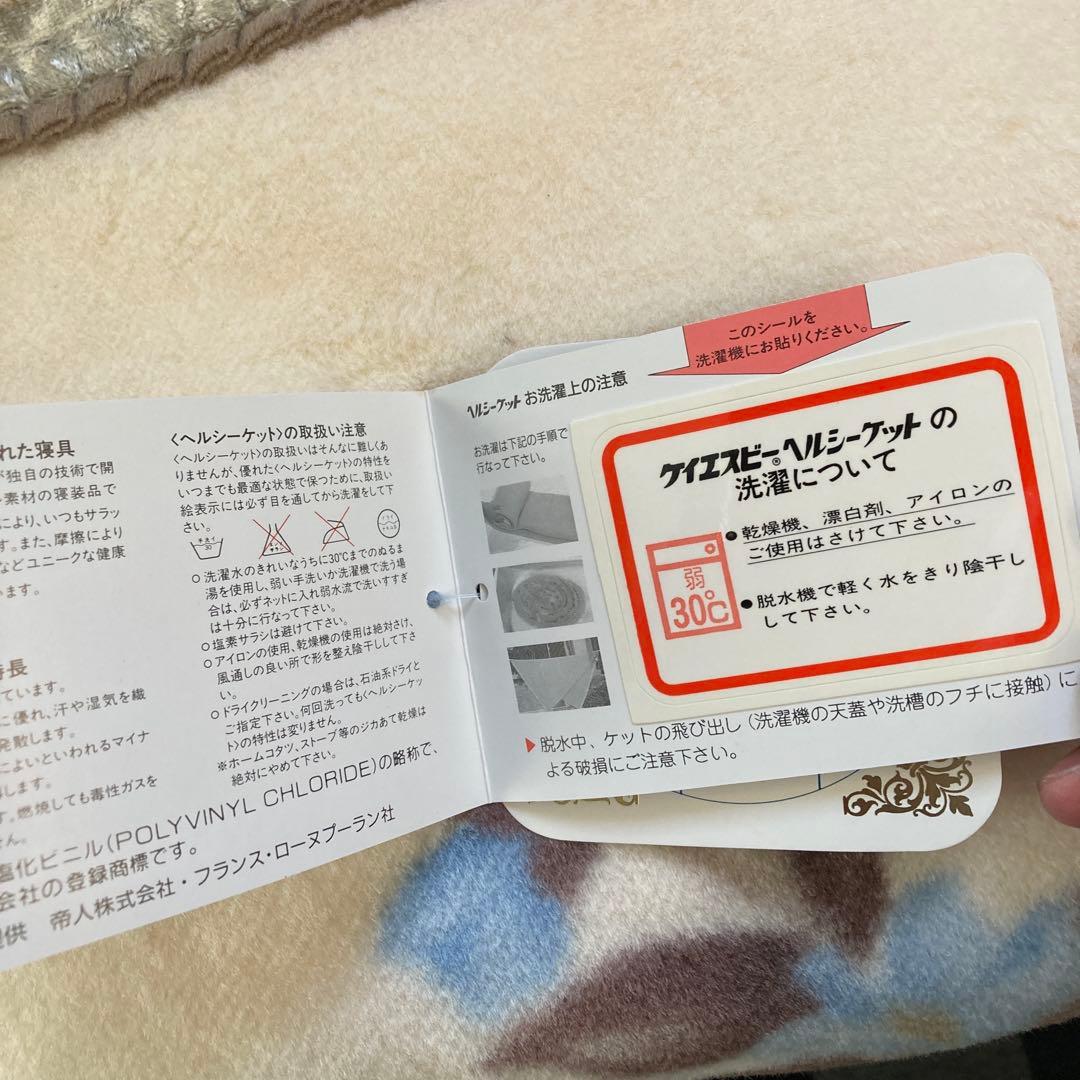 れた寝具
が独自の技術で開
素材の寝装品で
により、いつもサラッ
す。また、摩擦により
などユニークな健康
います。
特長
ています。
に優れ、汗や湿気を繊
発散します。
によいといわれるマイナ
します。
す。燃焼しても毒性ガスを
せん。
塩化ビニル(POLYVINYL CHLORIDE)の略称で、
会社の登録商標です。
提供 帝人株式会社・フランス・ローヌプーラン社
〈ヘルシーケット〉の取扱い注意
〈ヘルシーケット〉の取扱いはそんなに難しくあ
りませんが、優れた〈ヘルシーケット〉の特性を
いつまでも最適な状態で保つために、取扱い
絵表示には必ず目を通してから洗濯をして下
さい。
手洗イ
30
エンソ
サラシ
ドライ
○洗濯水のきれいなうちに30℃までのぬるま
湯を使用し、弱い手洗いか洗濯機で洗う場
合は、必ずネットに入れ弱水流で洗いすすぎ
は十分に行なって下さい。
○塩素サラシは避けて下さい。
○アイロンの使用、乾燥機の使用は絶対さけ、
風通しの良い所で形を整え陰干しして下さ
い。
○ドライクリーニングの場合は、石油系ドライと
ご指定下さい。何回洗ってもくヘルシーケッ
ト〉の特性は変りません。
※ホームコタツ、ストーブ等のジカあて乾燥は
絶対にやめて下さい。
ヘルシーケット お洗濯上の注意
お洗濯は下記の手順で
行なって下さい。
このシールを
洗濯機にお貼りください。
ケイエスビー®ヘルシーケットの
洗濯について
弱
30℃
●乾燥機、漂白剤、アイロンの
ご使用はさけて下さい。
●脱水機で軽く水をきり陰干し
して下さい。
▶脱水中、ケットの飛び出し(洗濯機の天蓋や洗槽のフチに接触)に
よる破損にご注意下さい。